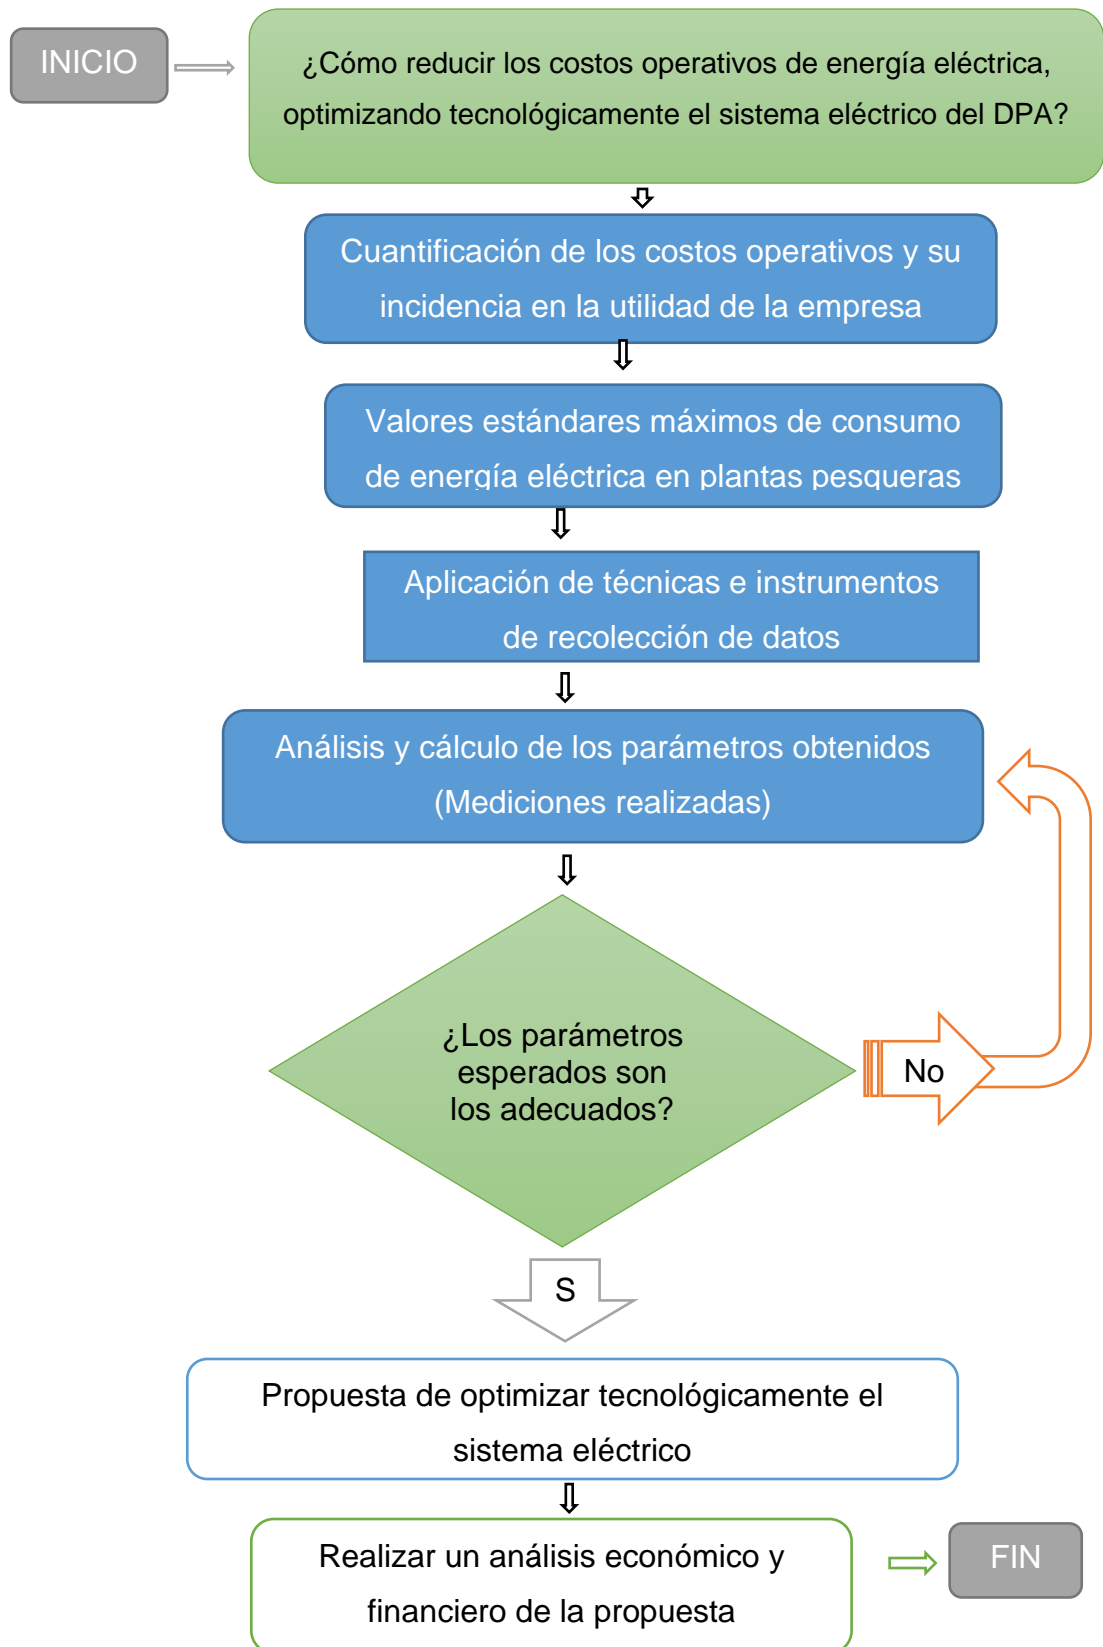 INICIO
¿Cómo reducir los costos operativos de energía eléctrica,
optimizando tecnológicamente el sistema eléctrico del DPA?
Cuantificación de los costos operativos y su
incidencia en la utilidad de la empresa
Valores estándares máximos de consumo
de energía eléctrica en plantas pesqueras
Aplicación de técnicas e instrumentos
de recolección de datos
Análisis y cálculo de los parámetros obtenidos
(Mediciones realizadas)
¿Los parámetros
esperados son
los adecuados?
No
S
Propuesta de optimizar tecnológicamente el
sistema eléctrico
Realizar un análisis económico y
financiero de la propuesta
FIN